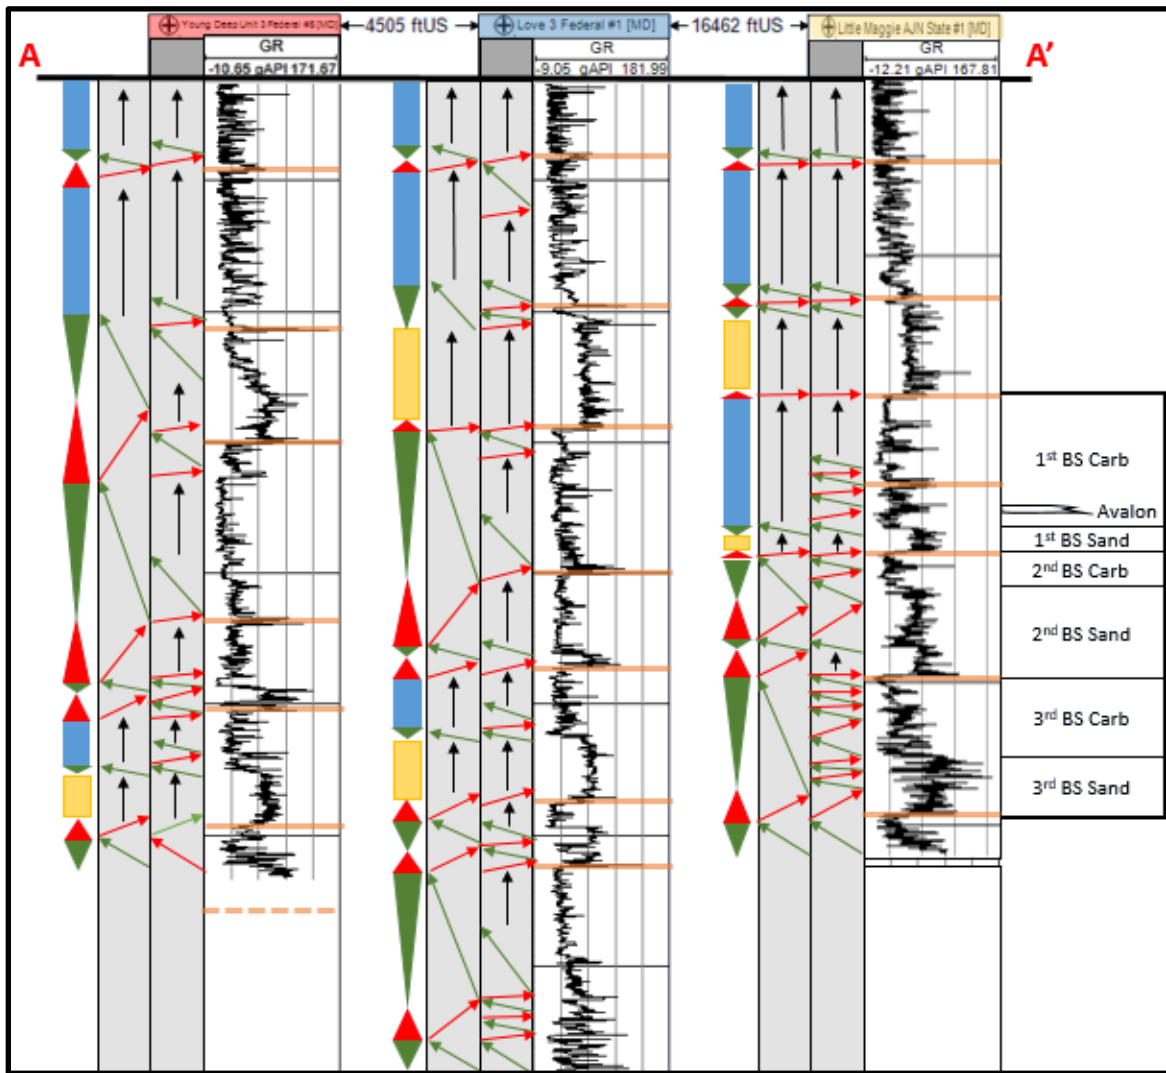 Young Deep Unit 3 Federal #6 [MD] 4505 ftUS Love 3 Federal #1 [MD] 16462 ftUS Little Maggie AJN State #1 [MD]
A GR GR GR A'
-10.65 gAPI 171.67 -9.05 gAPI 181.99 -12.21 gAPI 167.81
1st BS Carb
Avalon
1st BS Sand
2nd BS Carb
2nd BS Sand
3rd BS Carb
3rd BS Sand